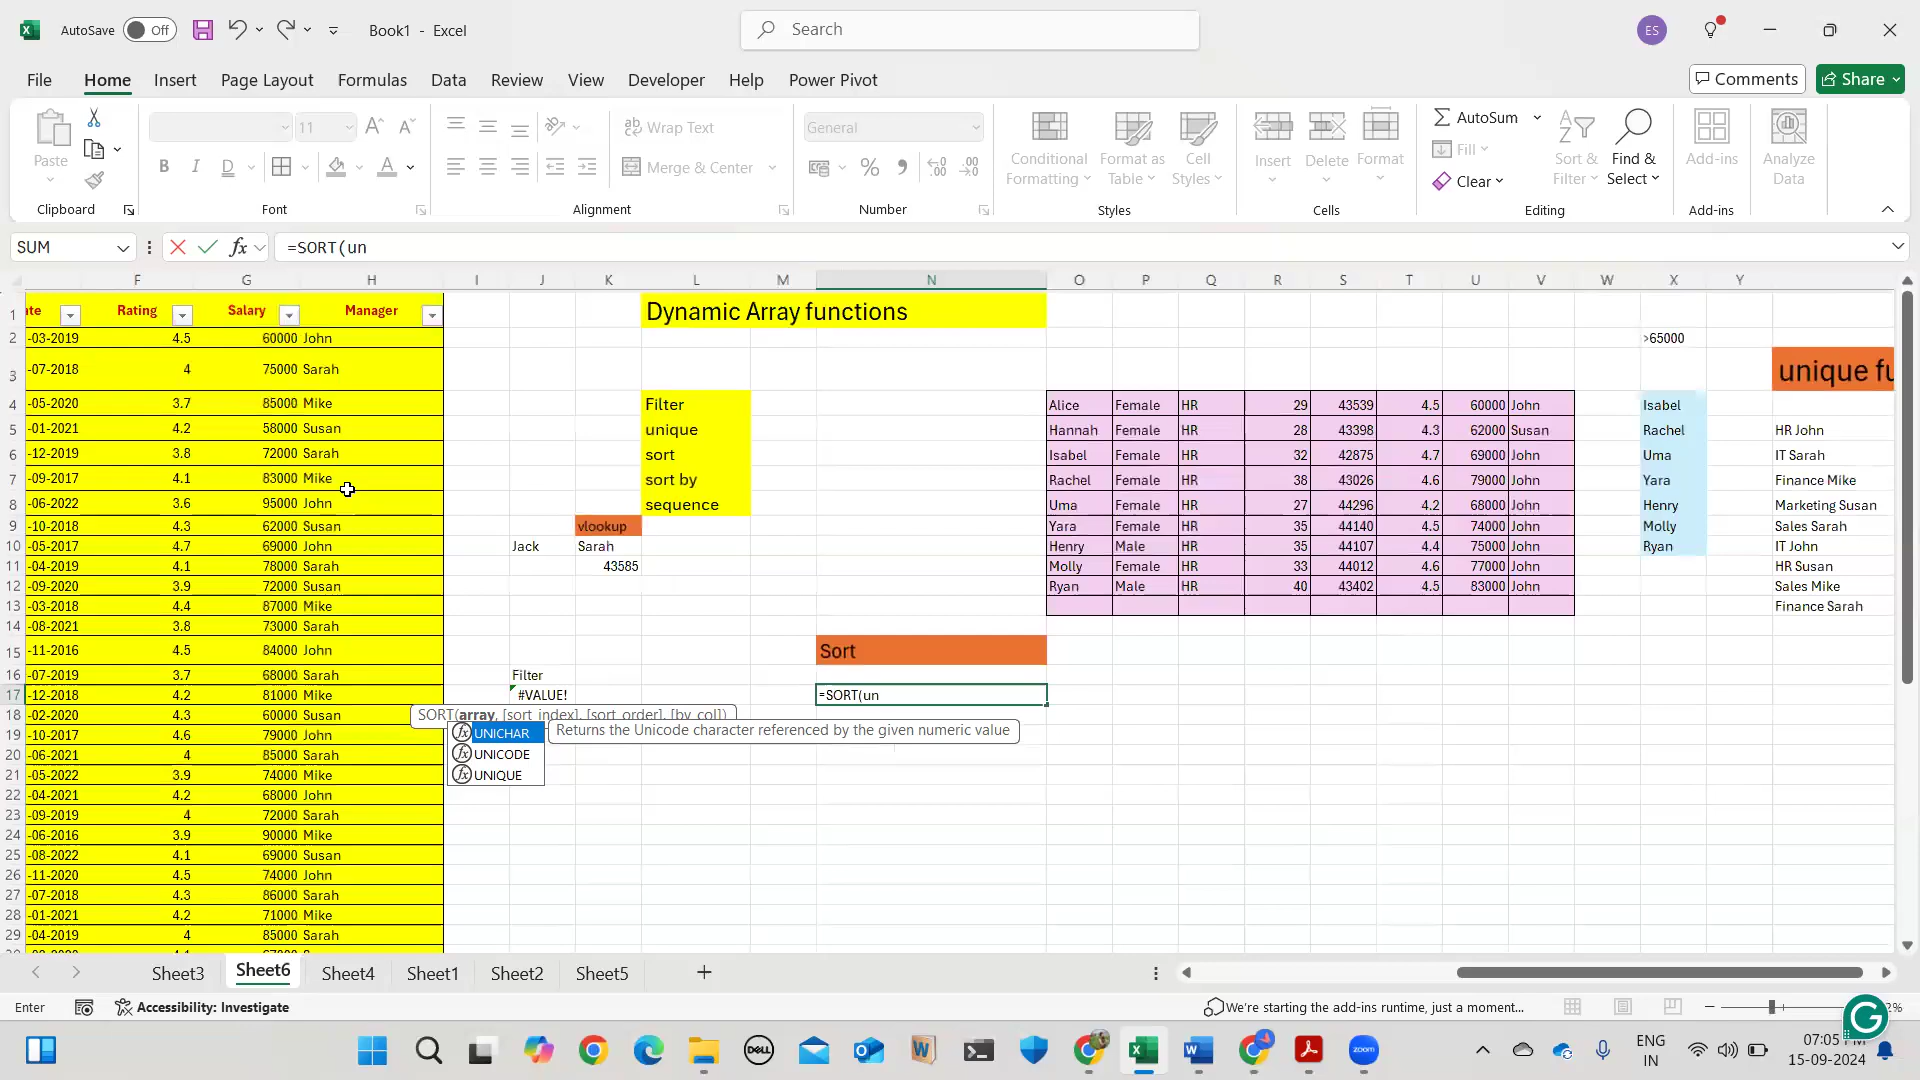 AutoSave Off Book1 - Excel Search ES
File Home Insert Page Layout Formulas Data Review View Developer Help Power Pivot Comments Share
Paste 11 Wrap Text Merge & Center General Conditional Formatting Format as Table Cell Styles Insert Delete Format AutoSum Fill Clear Sort & Filter Find & Select Add-ins Analyze Data
Clipboard Font Alignment Number Styles Cells Editing Add-ins
SUM fx =SORT(un
F G H I J K L M N O P Q R S T U V W X Y
1 Rating Salary Manager Dynamic Array functions
2 -03-2019 4.5 60000 John >65000
3 -07-2018 4 75000 Sarah
4 -05-2020 3.7 85000 Mike Filter Alice Female HR 29 43539 4.5 60000 John Isabel
5 -01-2021 4.2 58000 Susan unique Hannah Female HR 28 43398 4.3 62000 Susan Rachel HR John
6 -12-2019 3.8 72000 Sarah sort Isabel Female HR 32 42875 4.7 69000 John Uma IT Sarah
7 -09-2017 4.1 83000 Mike sort by Rachel Female HR 38 43026 4.6 79000 John Yara Finance Mike
8 -06-2022 3.6 95000 John sequence Uma Female HR 27 44296 4.2 68000 John Henry Marketing Susan
9 -10-2018 4.3 62000 Susan vlookup Yara Female HR 35 44140 4.5 74000 John Molly Sales Sarah
10 -05-2017 4.7 69000 John Jack Sarah Henry Male HR 35 44107 4.4 75000 John Ryan IT John
11 -04-2019 4.1 78000 Sarah 43585 Molly Female HR 33 44012 4.6 77000 John HR Susan
12 -09-2020 3.9 72000 Susan Ryan Male HR 40 43402 4.5 83000 John Sales Mike
13 -03-2018 4.4 87000 Mike Finance Sarah
14 -08-2021 3.8 73000 Sarah
15 -11-2016 4.5 84000 John Sort
16 -07-2019 3.7 68000 Sarah Filter
17 -12-2018 4.2 81000 Mike #VALUE! =SORT(un
18 -02-2020 4.3 60000 Susan SORT(array, [sort_index], [sort_order], [by_col])
19 -10-2017 4.6 79000 John UNICHAR Returns the Unicode character referenced by the given numeric value
20 -06-2021 4 85000 Sarah UNICODE
21 -05-2022 3.9 74000 Mike UNIQUE
22 -04-2021 4.2 68000 John
23 -09-2019 4 72000 Sarah
24 -06-2016 3.9 90000 Mike
25 -08-2022 4.1 69000 Susan
26 -11-2020 4.5 74000 John
27 -07-2018 4.3 86000 Sarah
28 -01-2021 4.2 71000 Mike
29 -04-2019 4 85000 Sarah
Sheet3 Sheet6 Sheet4 Sheet1 Sheet2 Sheet5
Enter Accessibility: Investigate We're starting the add-ins runtime, just a moment...
DELL zoom ENG IN 07:05 15-09-2024